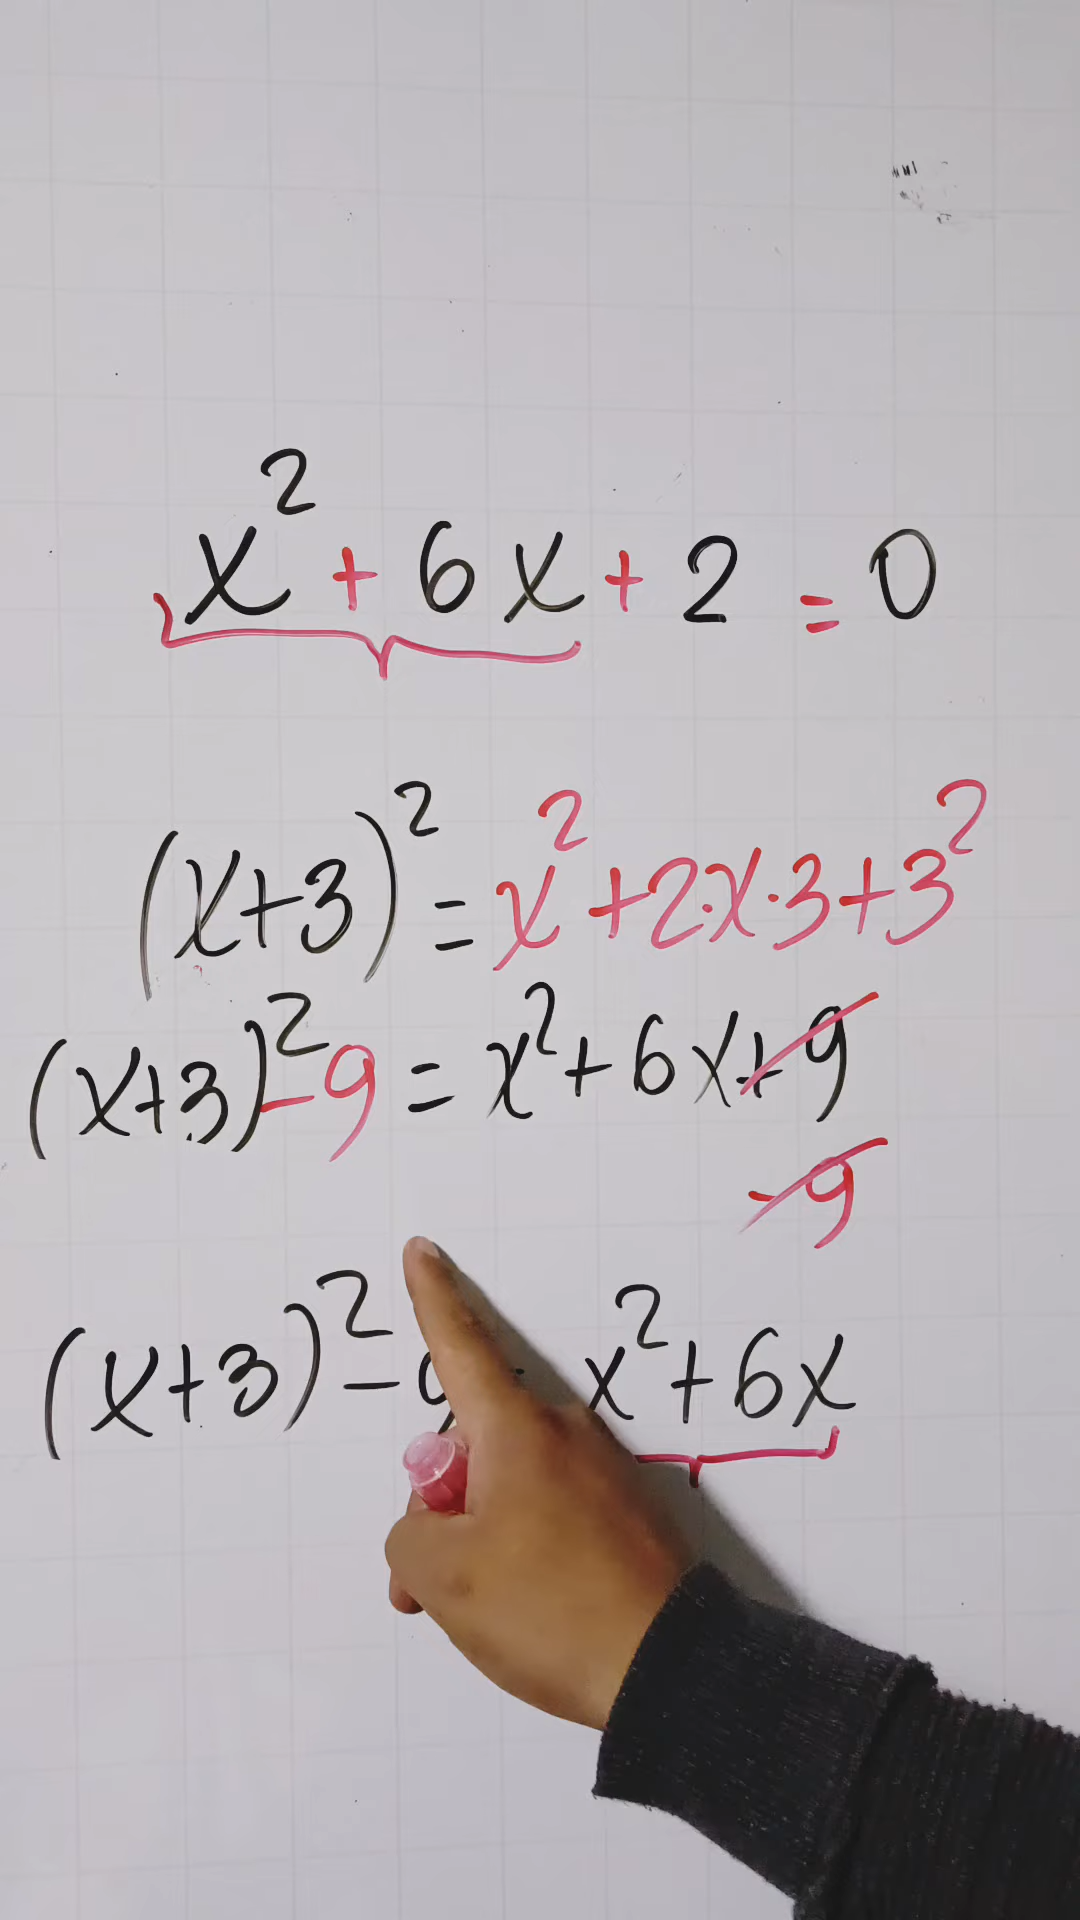 x² + 6x + 2 = 0
(x+3)² = x²+2·x·3+3²
(x+3)²-9 = x²+6x+9
-9
(x+3)²- x²+6x